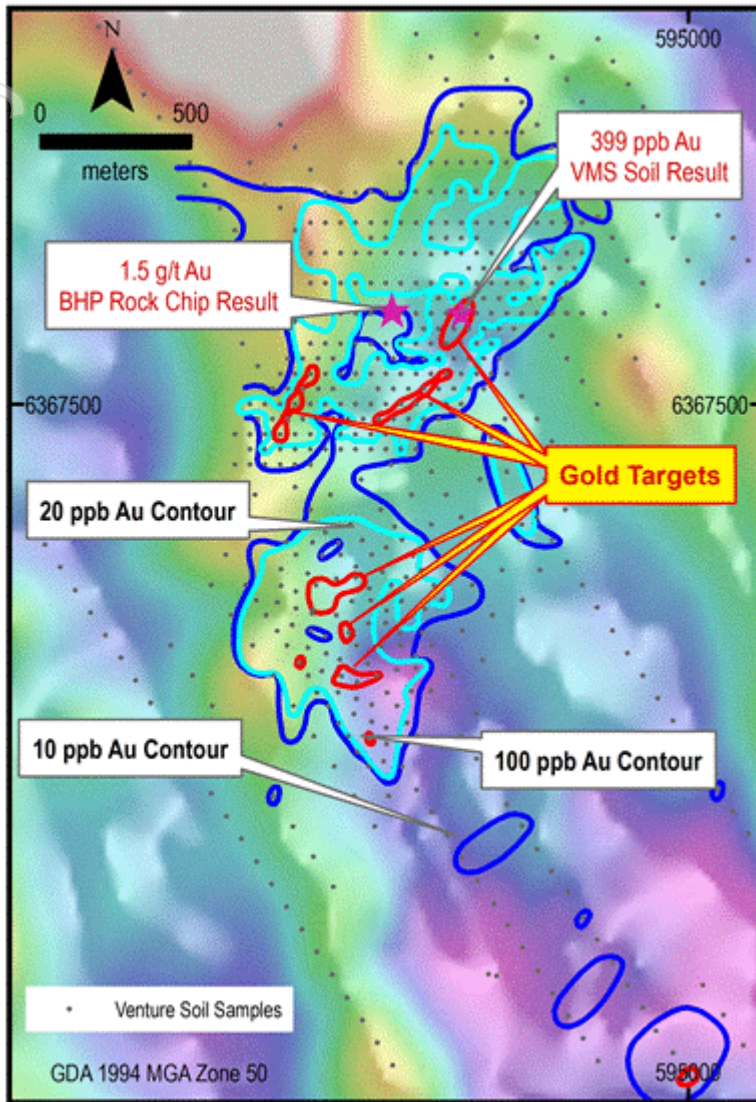 595000
N
0 500
meters
399 ppb Au
VMS Soil Result
1.5 g/t Au
BHP Rock Chip Result
6367500
6367500
Gold Targets
20 ppb Au Contour
10 ppb Au Contour
100 ppb Au Contour
Venture Soil Samples
GDA 1994 MGA Zone 50
595000